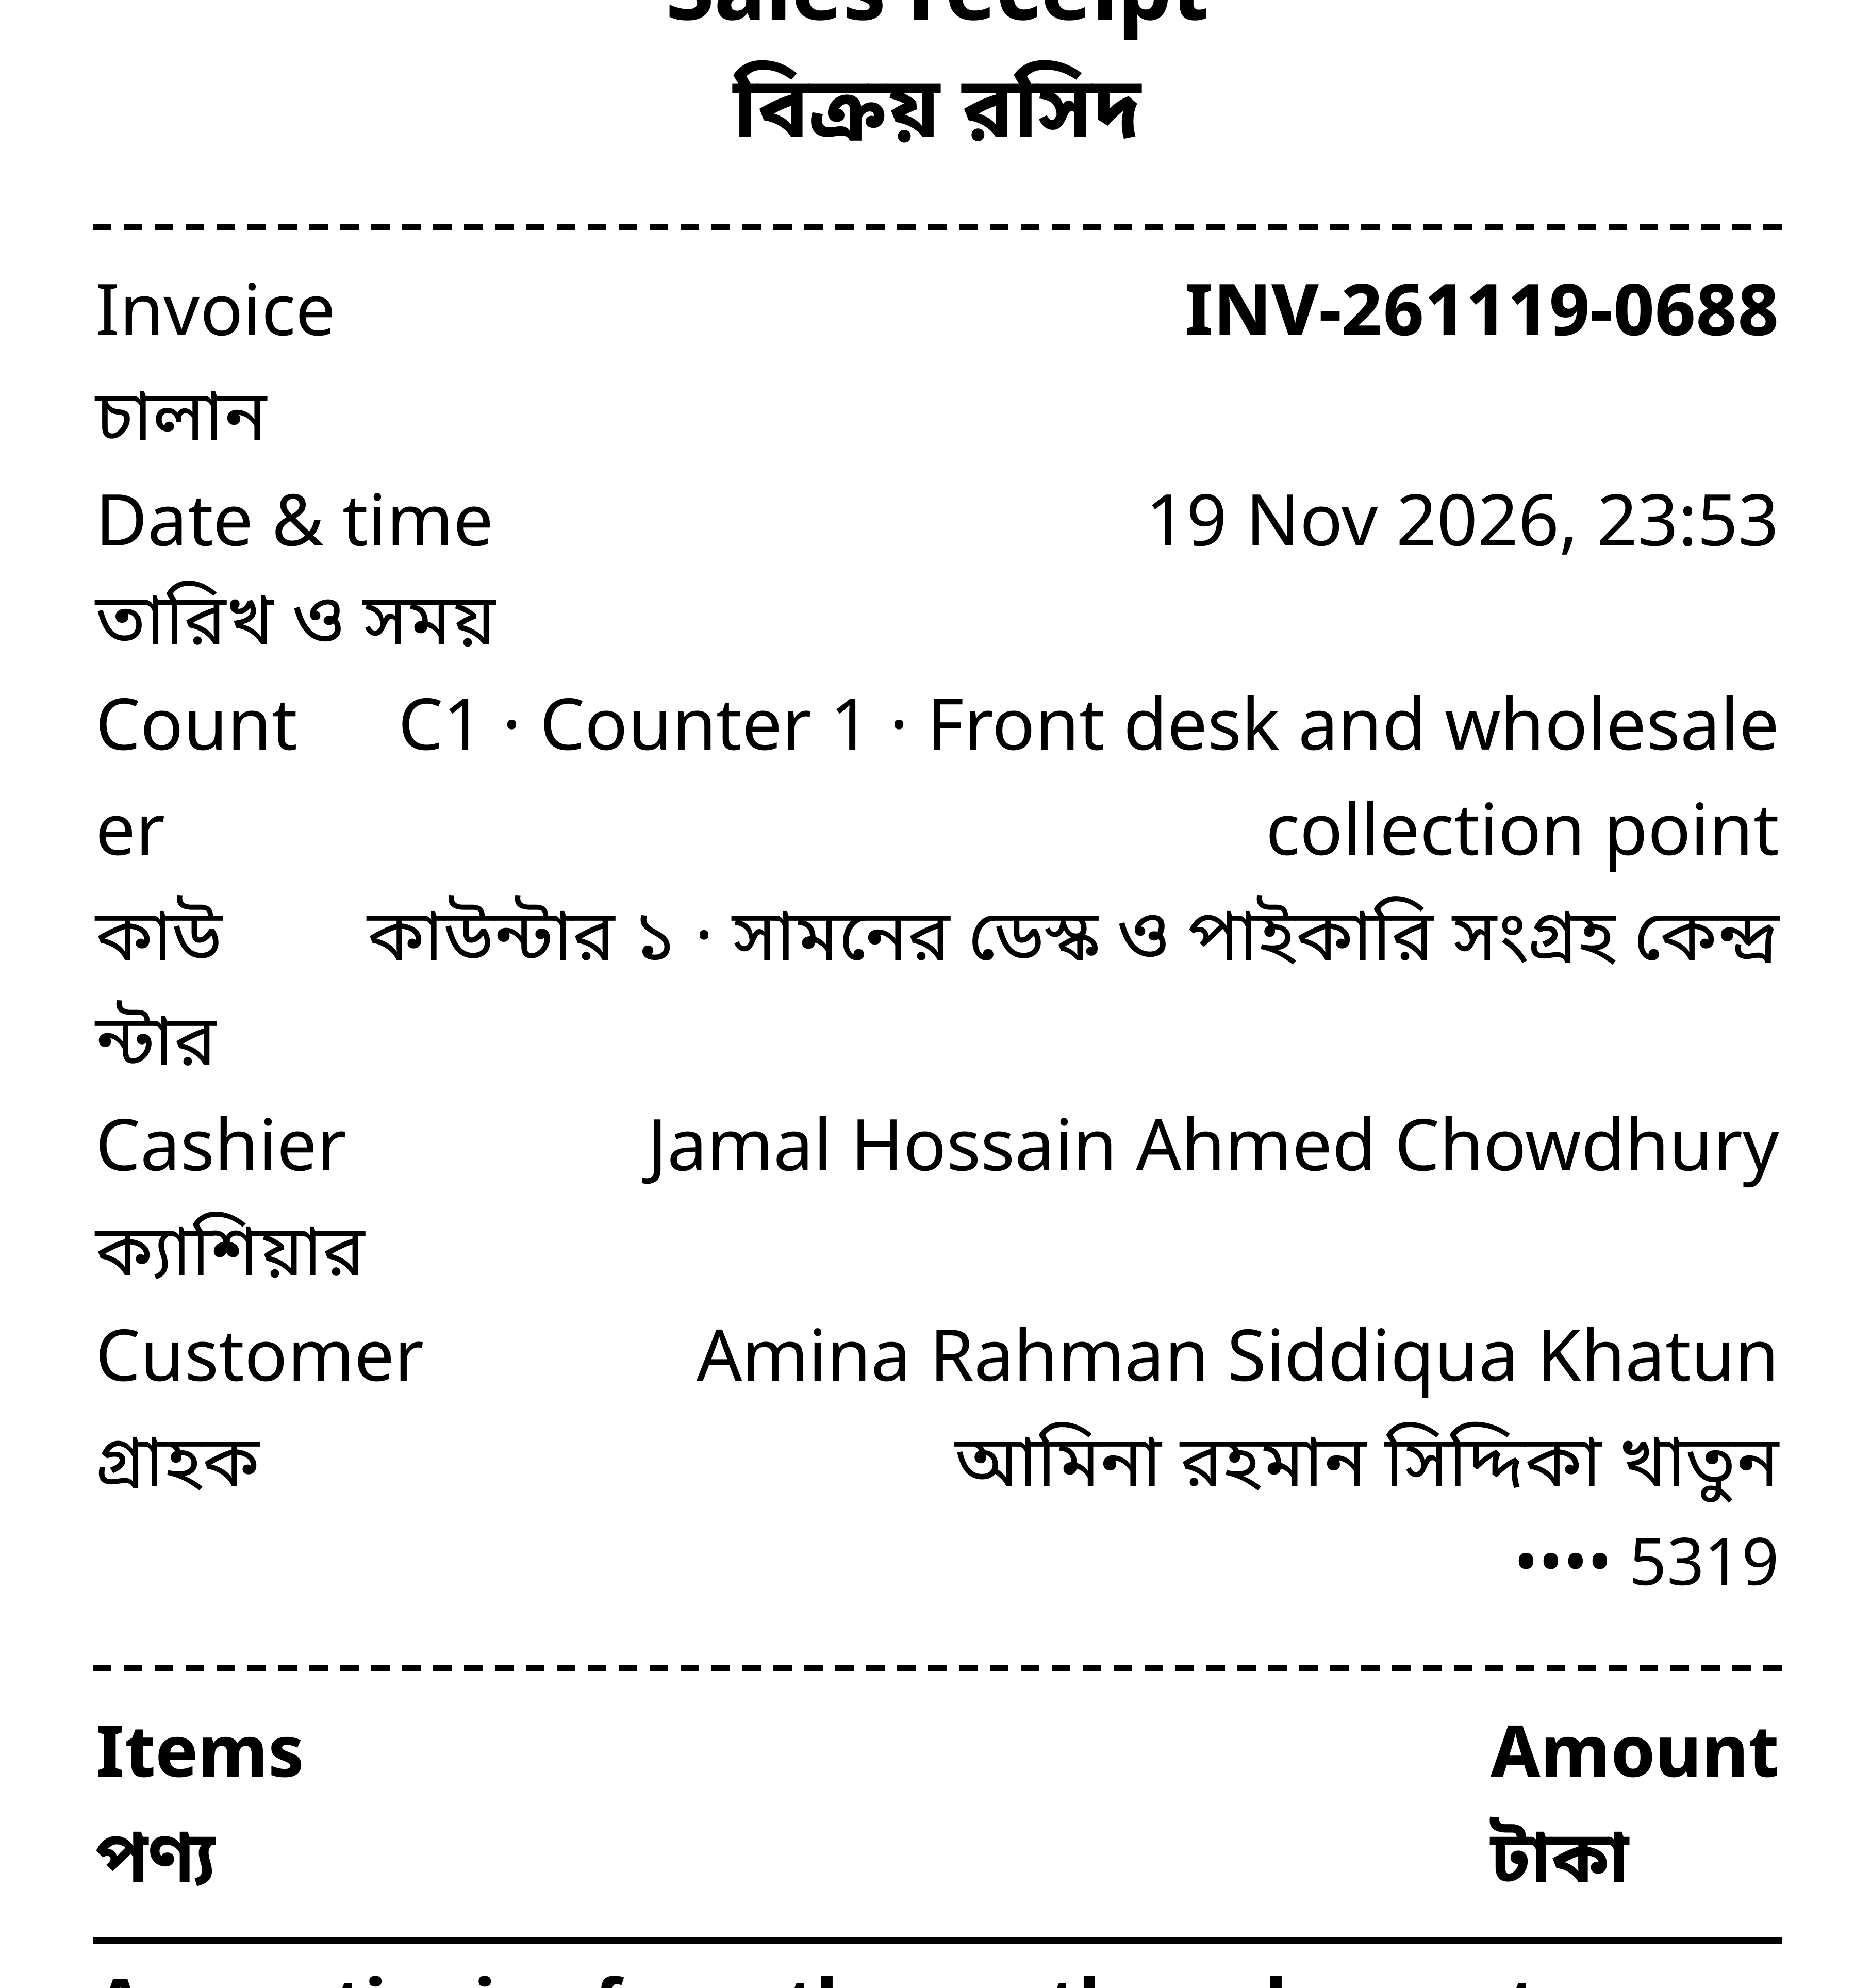 Sales receipt
বিক্রয় রসিদ
Invoice INV-261119-0688
চালান
Date & time 19 Nov 2026, 23:53
তারিখ ও সময়
Count C1 · Counter 1 · Front desk and wholesale
er collection point
কাউ কাউন্টার ১ · সামনের ডেস্ক ও পাইকারি সংগ্রহ কেন্দ্র
ন্টার
Cashier Jamal Hossain Ahmed Chowdhury
ক্যাশিয়ার
Customer Amina Rahman Siddiqua Khatun
গ্রাহক আমিনা রহমান সিদ্দিকা খাতুন
•••• 5319
Items Amount
পণ্য টাকা